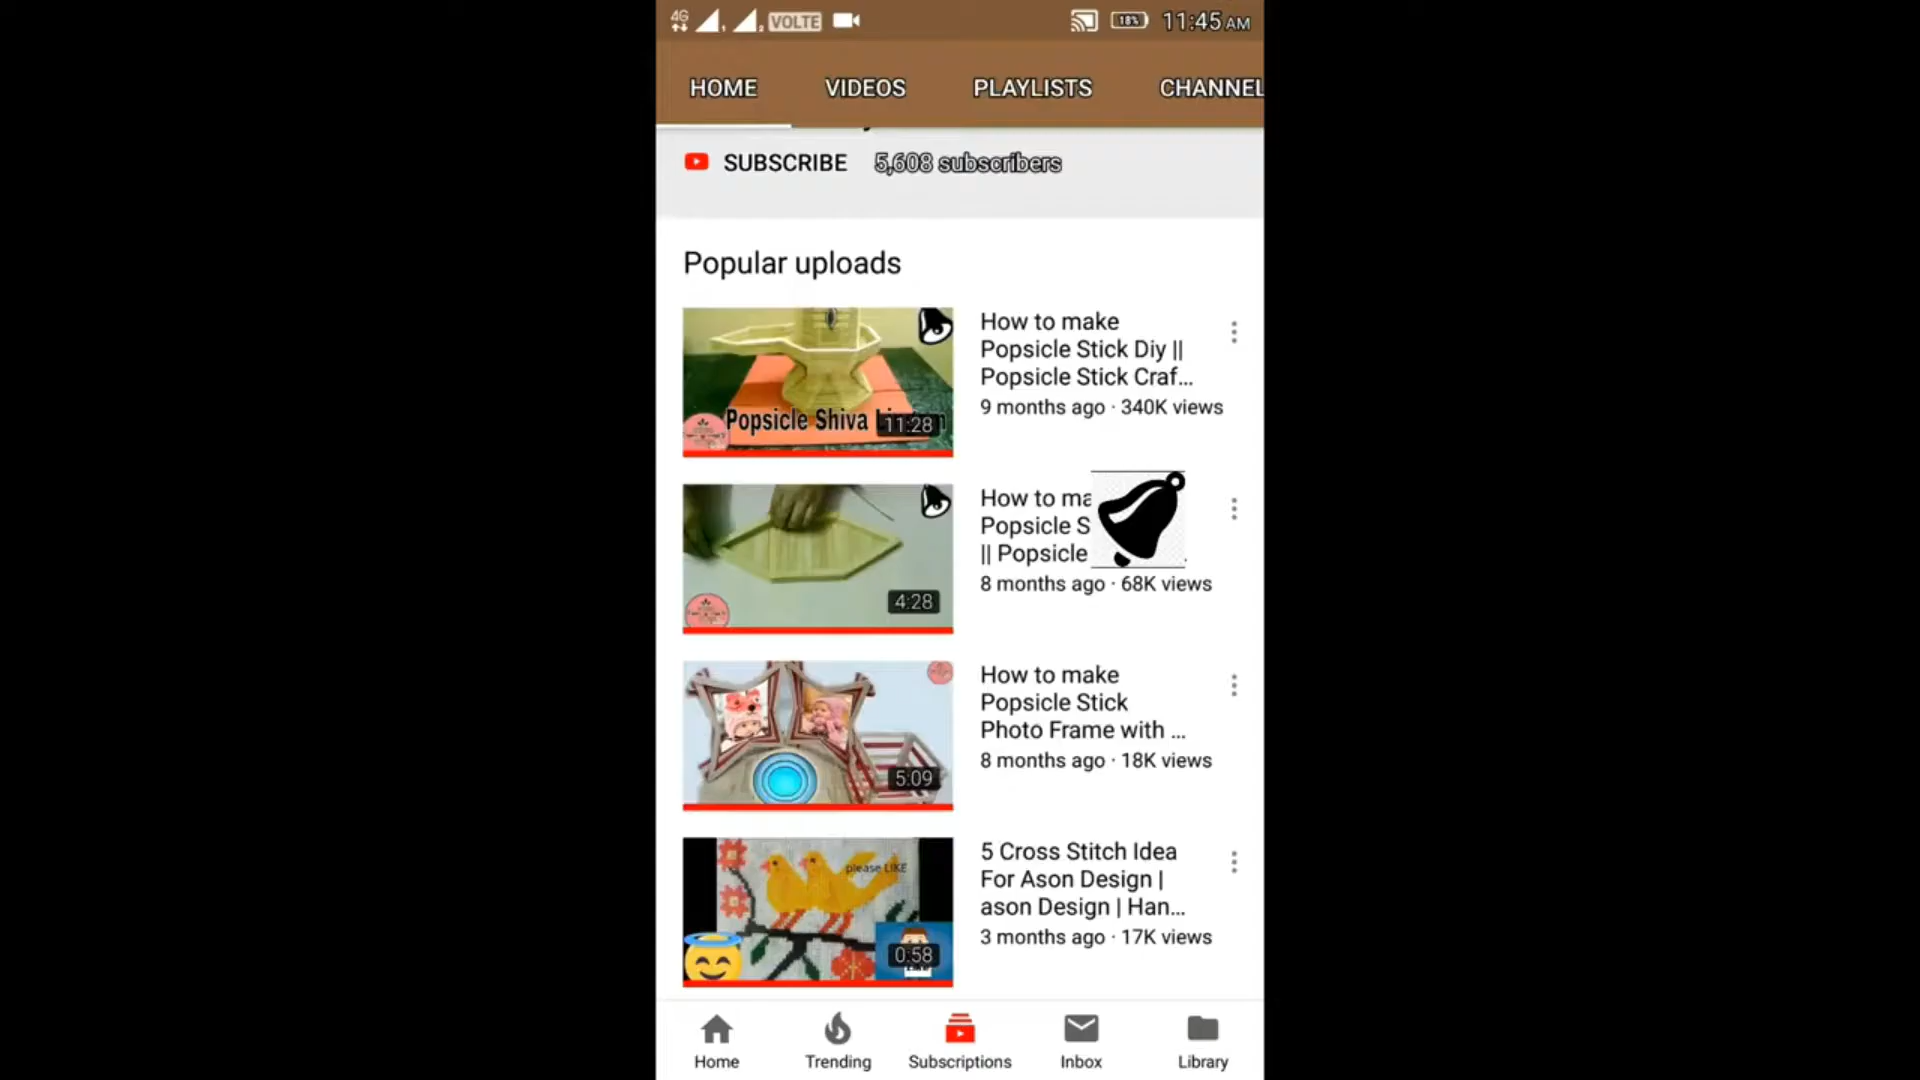 4G VOLTE 18% 11:45 AM
HOME VIDEOS PLAYLISTS CHANNEL
SUBSCRIBE 5,608 subscribers
Popular uploads
Popsicle Shiva
11:28
How to make
Popsicle Stick Diy ||
Popsicle Stick Craf...
9 months ago · 340K views
4:28
How to ma
Popsicle S
|| Popsicle
8 months ago · 68K views
5:09
How to make
Popsicle Stick
Photo Frame with ...
8 months ago · 18K views
please LIKE
0:58
5 Cross Stitch Idea
For Ason Design |
ason Design | Han...
3 months ago · 17K views
Home Trending Subscriptions Inbox Library